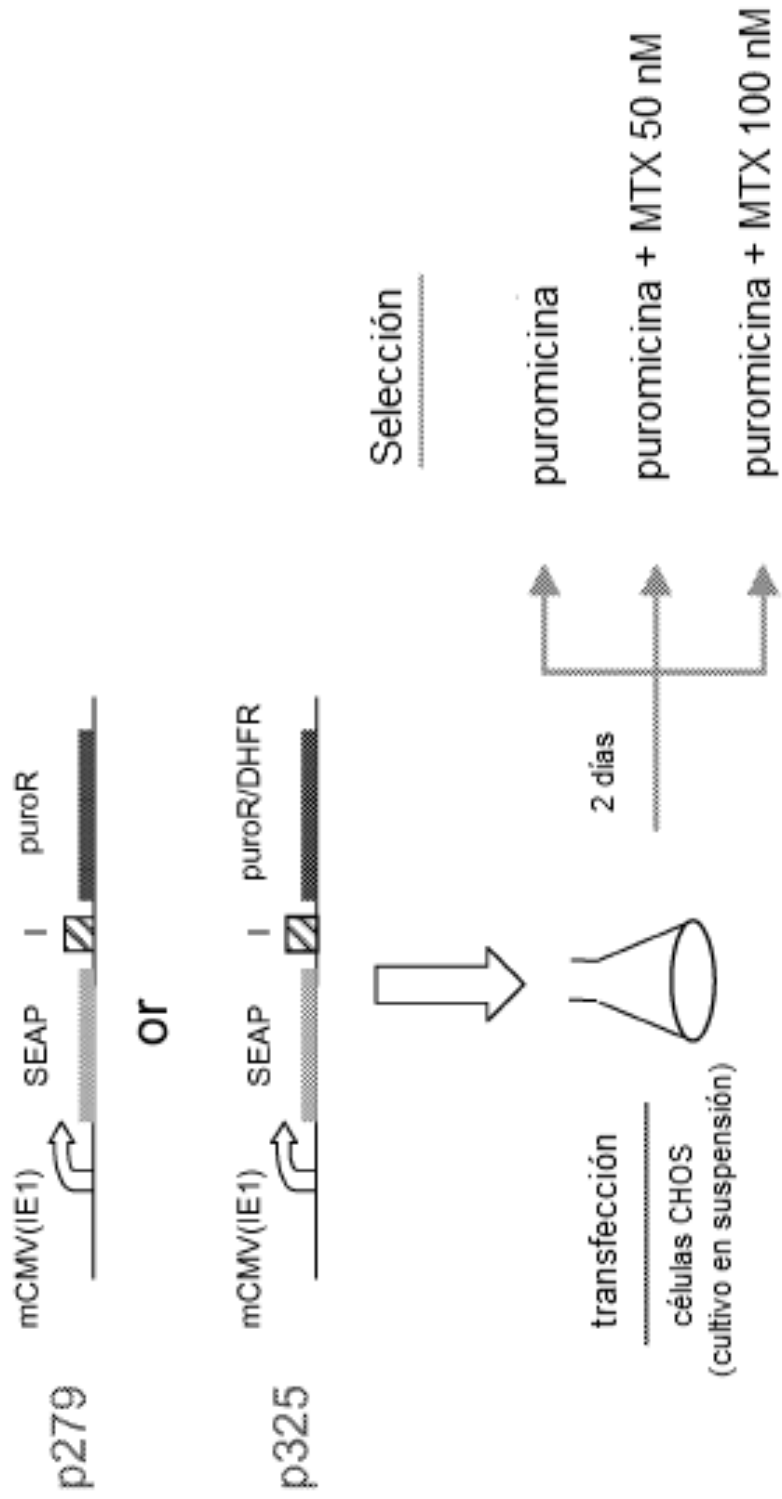 p279
mCMV(IE1)
SEAP
I
puroR
or
p325
mCMV(IE1)
SEAP
I
puroR/DHFR
transfección
células CHOS
(cultivo en suspensión)
2 días
Selección
puromicina
puromicina + MTX 50 nM
puromicina + MTX 100 nM